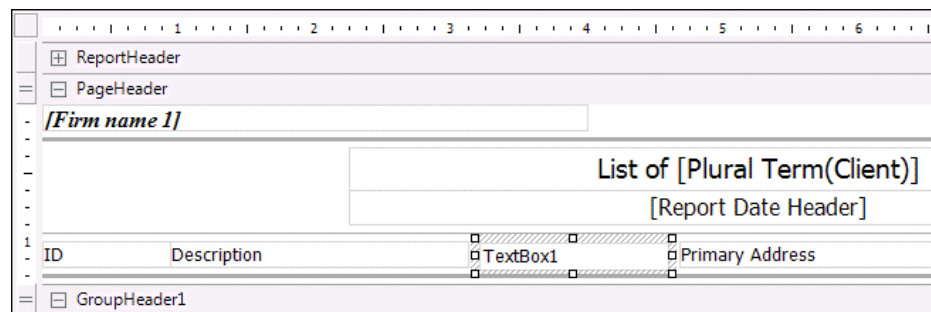 1 2 3 4 5 6
ReportHeader
PageHeader
[Firm name 1]
List of [Plural Term(Client)]
[Report Date Header]
1
ID Description TextBox1 Primary Address
GroupHeader1